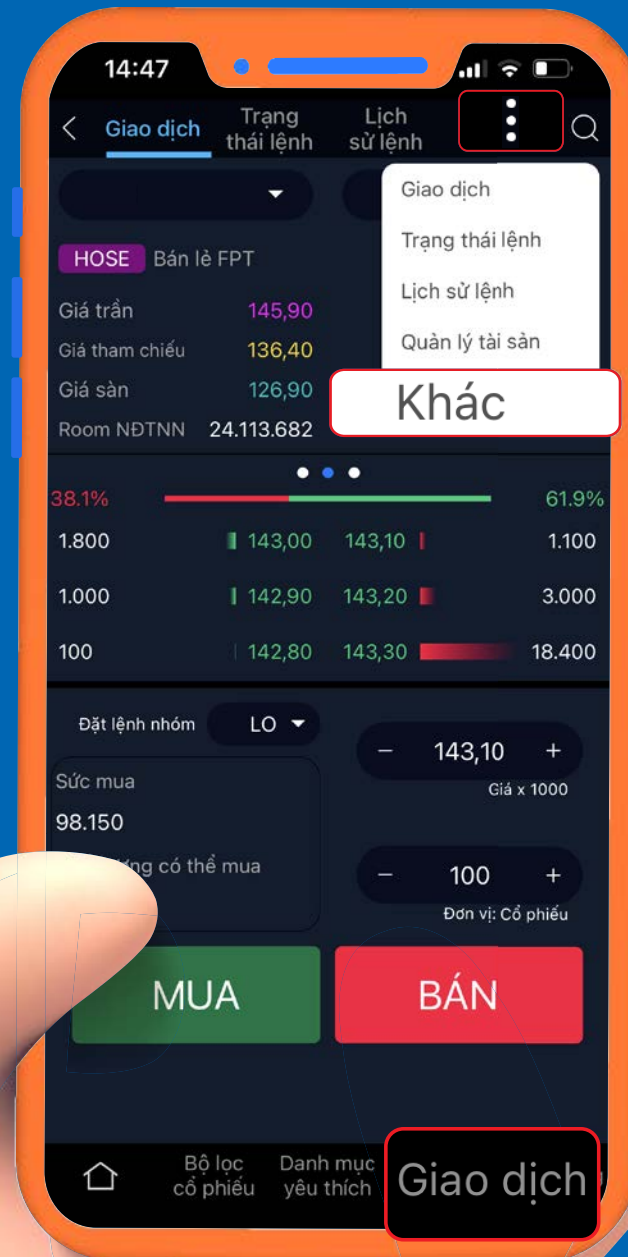 14:47
Giao dịch
Trạng thái lệnh
Lịch sử lệnh
Giao dịch
Trạng thái lệnh
Lịch sử lệnh
Quản lý tài sản
Khác
HOSE Bán lẻ FPT
Giá trần 145,90
Giá tham chiếu 136,40
Giá sàn 126,90
Room NĐTNN 24.113.682
38.1% 61.9%
1.800 143,00 143,10 1.100
1.000 142,90 143,20 3.000
100 142,80 143,30 18.400
Đặt lệnh nhóm LO
- 143,10 +
Giá x 1000
Sức mua
98.150
có thể mua
- 100 +
Đơn vị: Cổ phiếu
MUA BÁN
Bộ lọc cổ phiếu
Danh mục yêu thích
Giao dịch